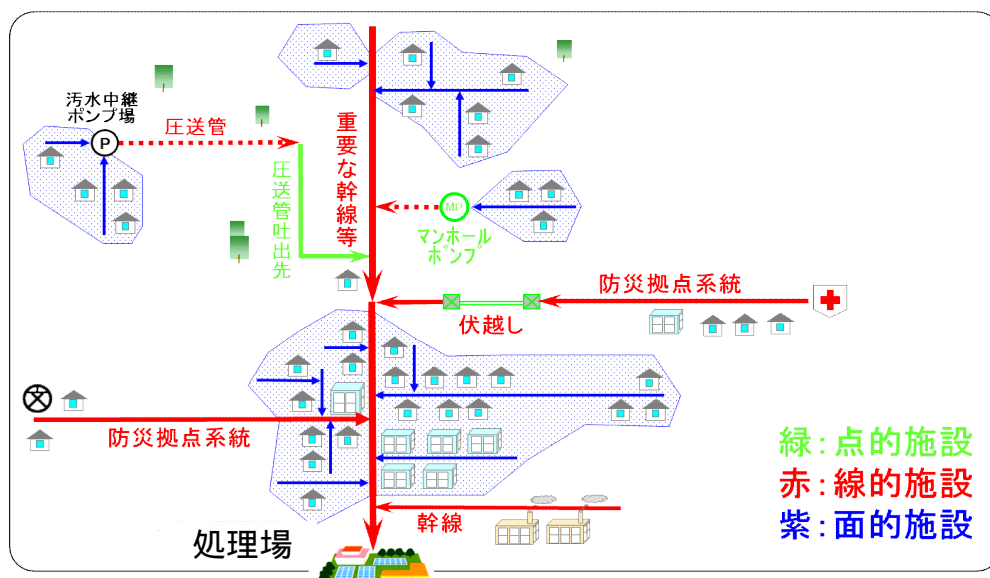 汚水中継
ポンプ場
P
圧送管
重要な幹線等
圧送管吐出先
MP
マンホール
ポンプ
防災拠点系統
伏越し
文
防災拠点系統
幹線
処理場
緑：点的施設
赤：線的施設
紫：面的施設